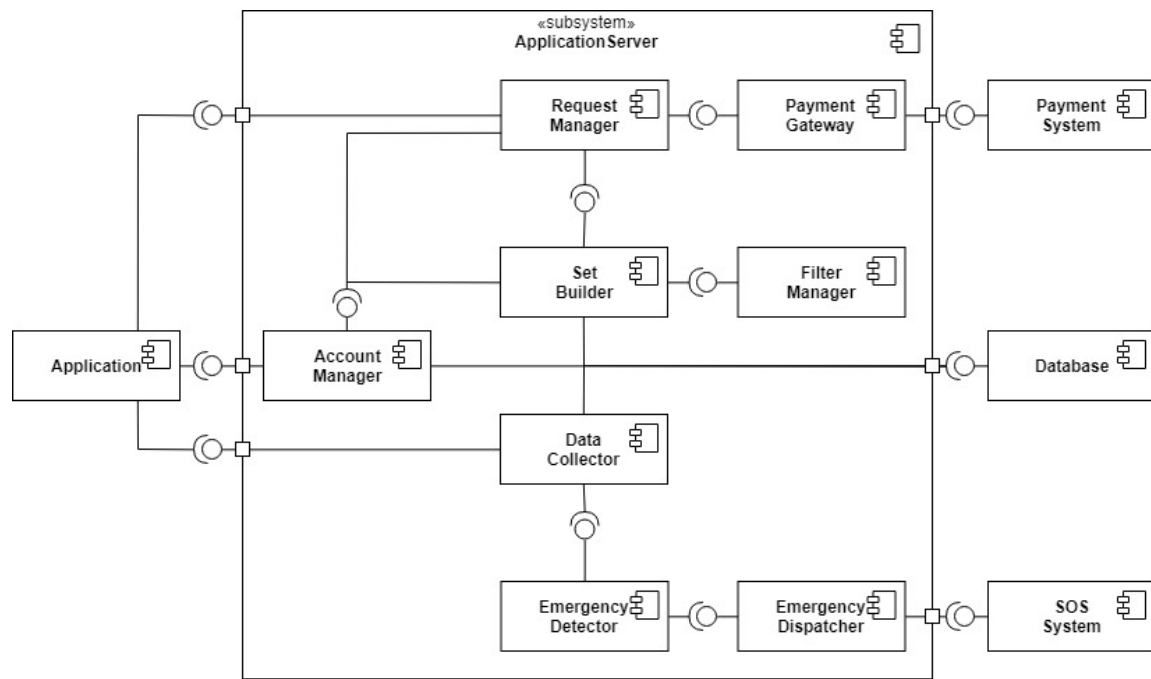 «subsystem»
ApplicationServer
Request
Manager
Payment
Gateway
Payment
System
Set
Builder
Filter
Manager
Application
Account
Manager
Database
Data
Collector
Emergency
Detector
Emergency
Dispatcher
SOS
System